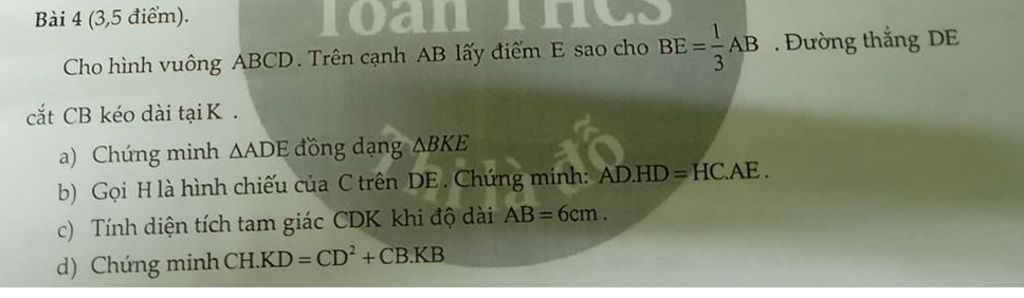 Toán THCS
Bài 4 (3,5 điểm).
Cho hình vuông ABCD. Trên cạnh AB lấy điểm E sao cho BE = 1/3 AB . Đường thẳng DE
cắt CB kéo dài tại K .
a) Chứng minh ΔADE đồng dạng ΔBKE
b) Gọi H là hình chiếu của C trên DE. Chứng minh: AD.HD = HC.AE .
c) Tính diện tích tam giác CDK khi độ dài AB = 6cm .
d) Chứng minh CH.KD = CD² + CB.KB
Thi là đỗ